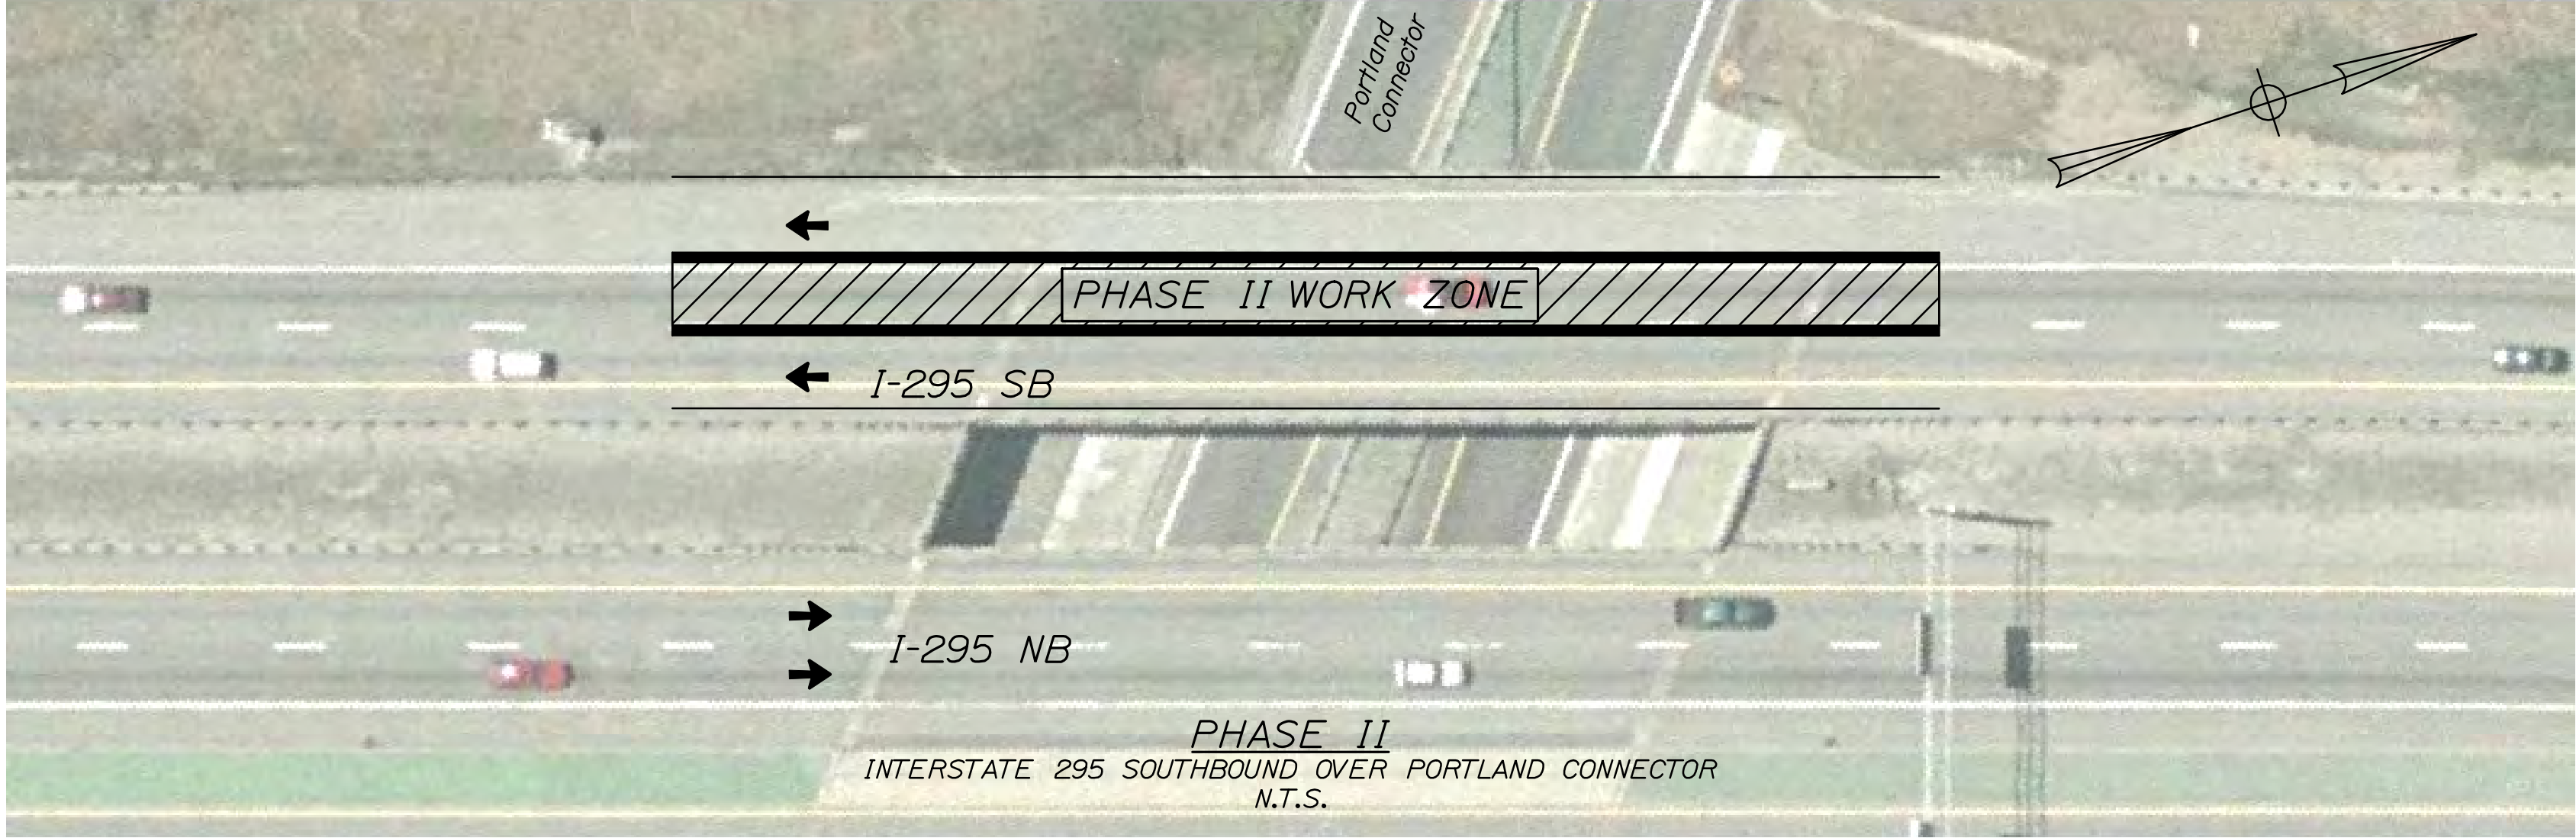 Portland
Connector
PHASE II WORK ZONE
I-295 SB
I-295 NB
PHASE II
INTERSTATE 295 SOUTHBOUND OVER PORTLAND CONNECTOR
N.T.S.